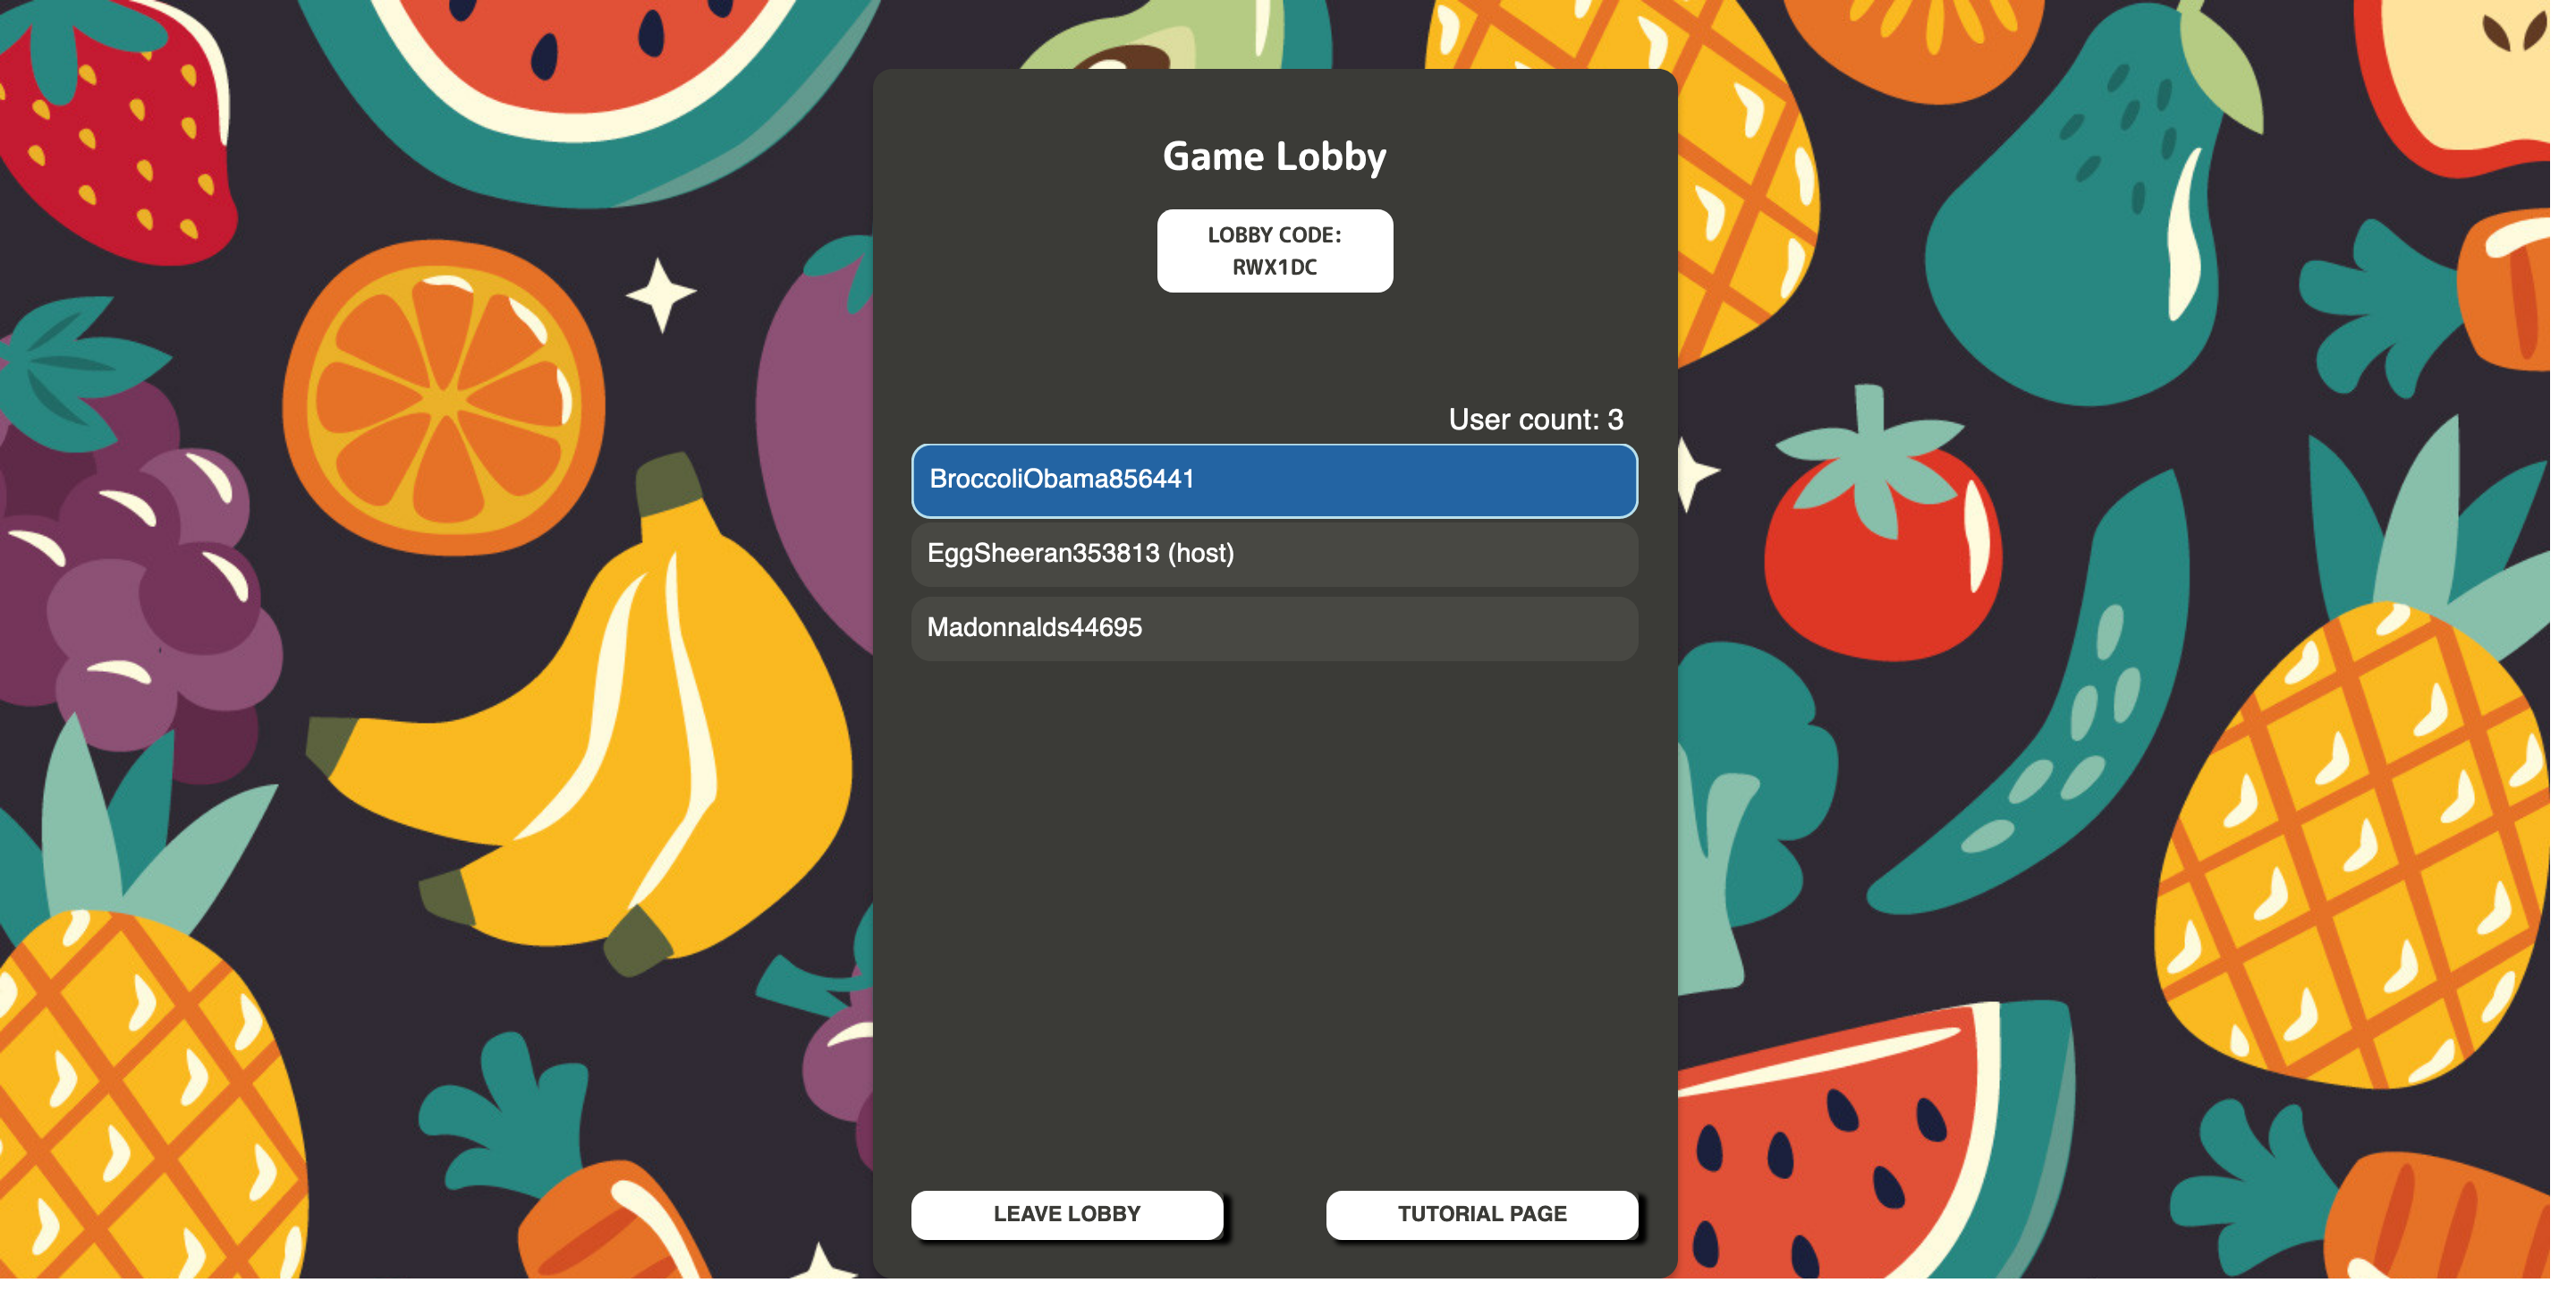 Game Lobby
LOBBY CODE:
RWX1DC
User count: 3
BroccoliObama856441
EggSheeran353813 (host)
Madonnalds44695
LEAVE LOBBY
TUTORIAL PAGE